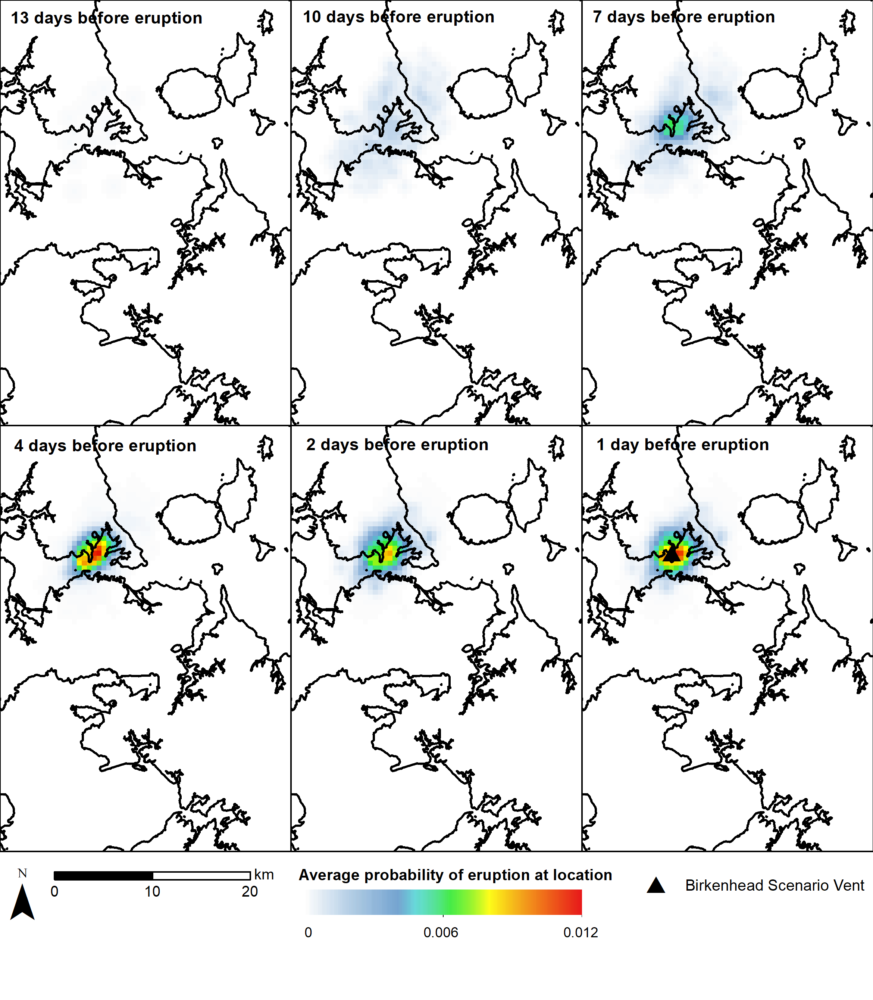 13 days before eruption
10 days before eruption
7 days before eruption
4 days before eruption
2 days before eruption
1 day before eruption
N
km
0 10 20
Average probability of eruption at location
0 0.006 0.012
Birkenhead Scenario Vent